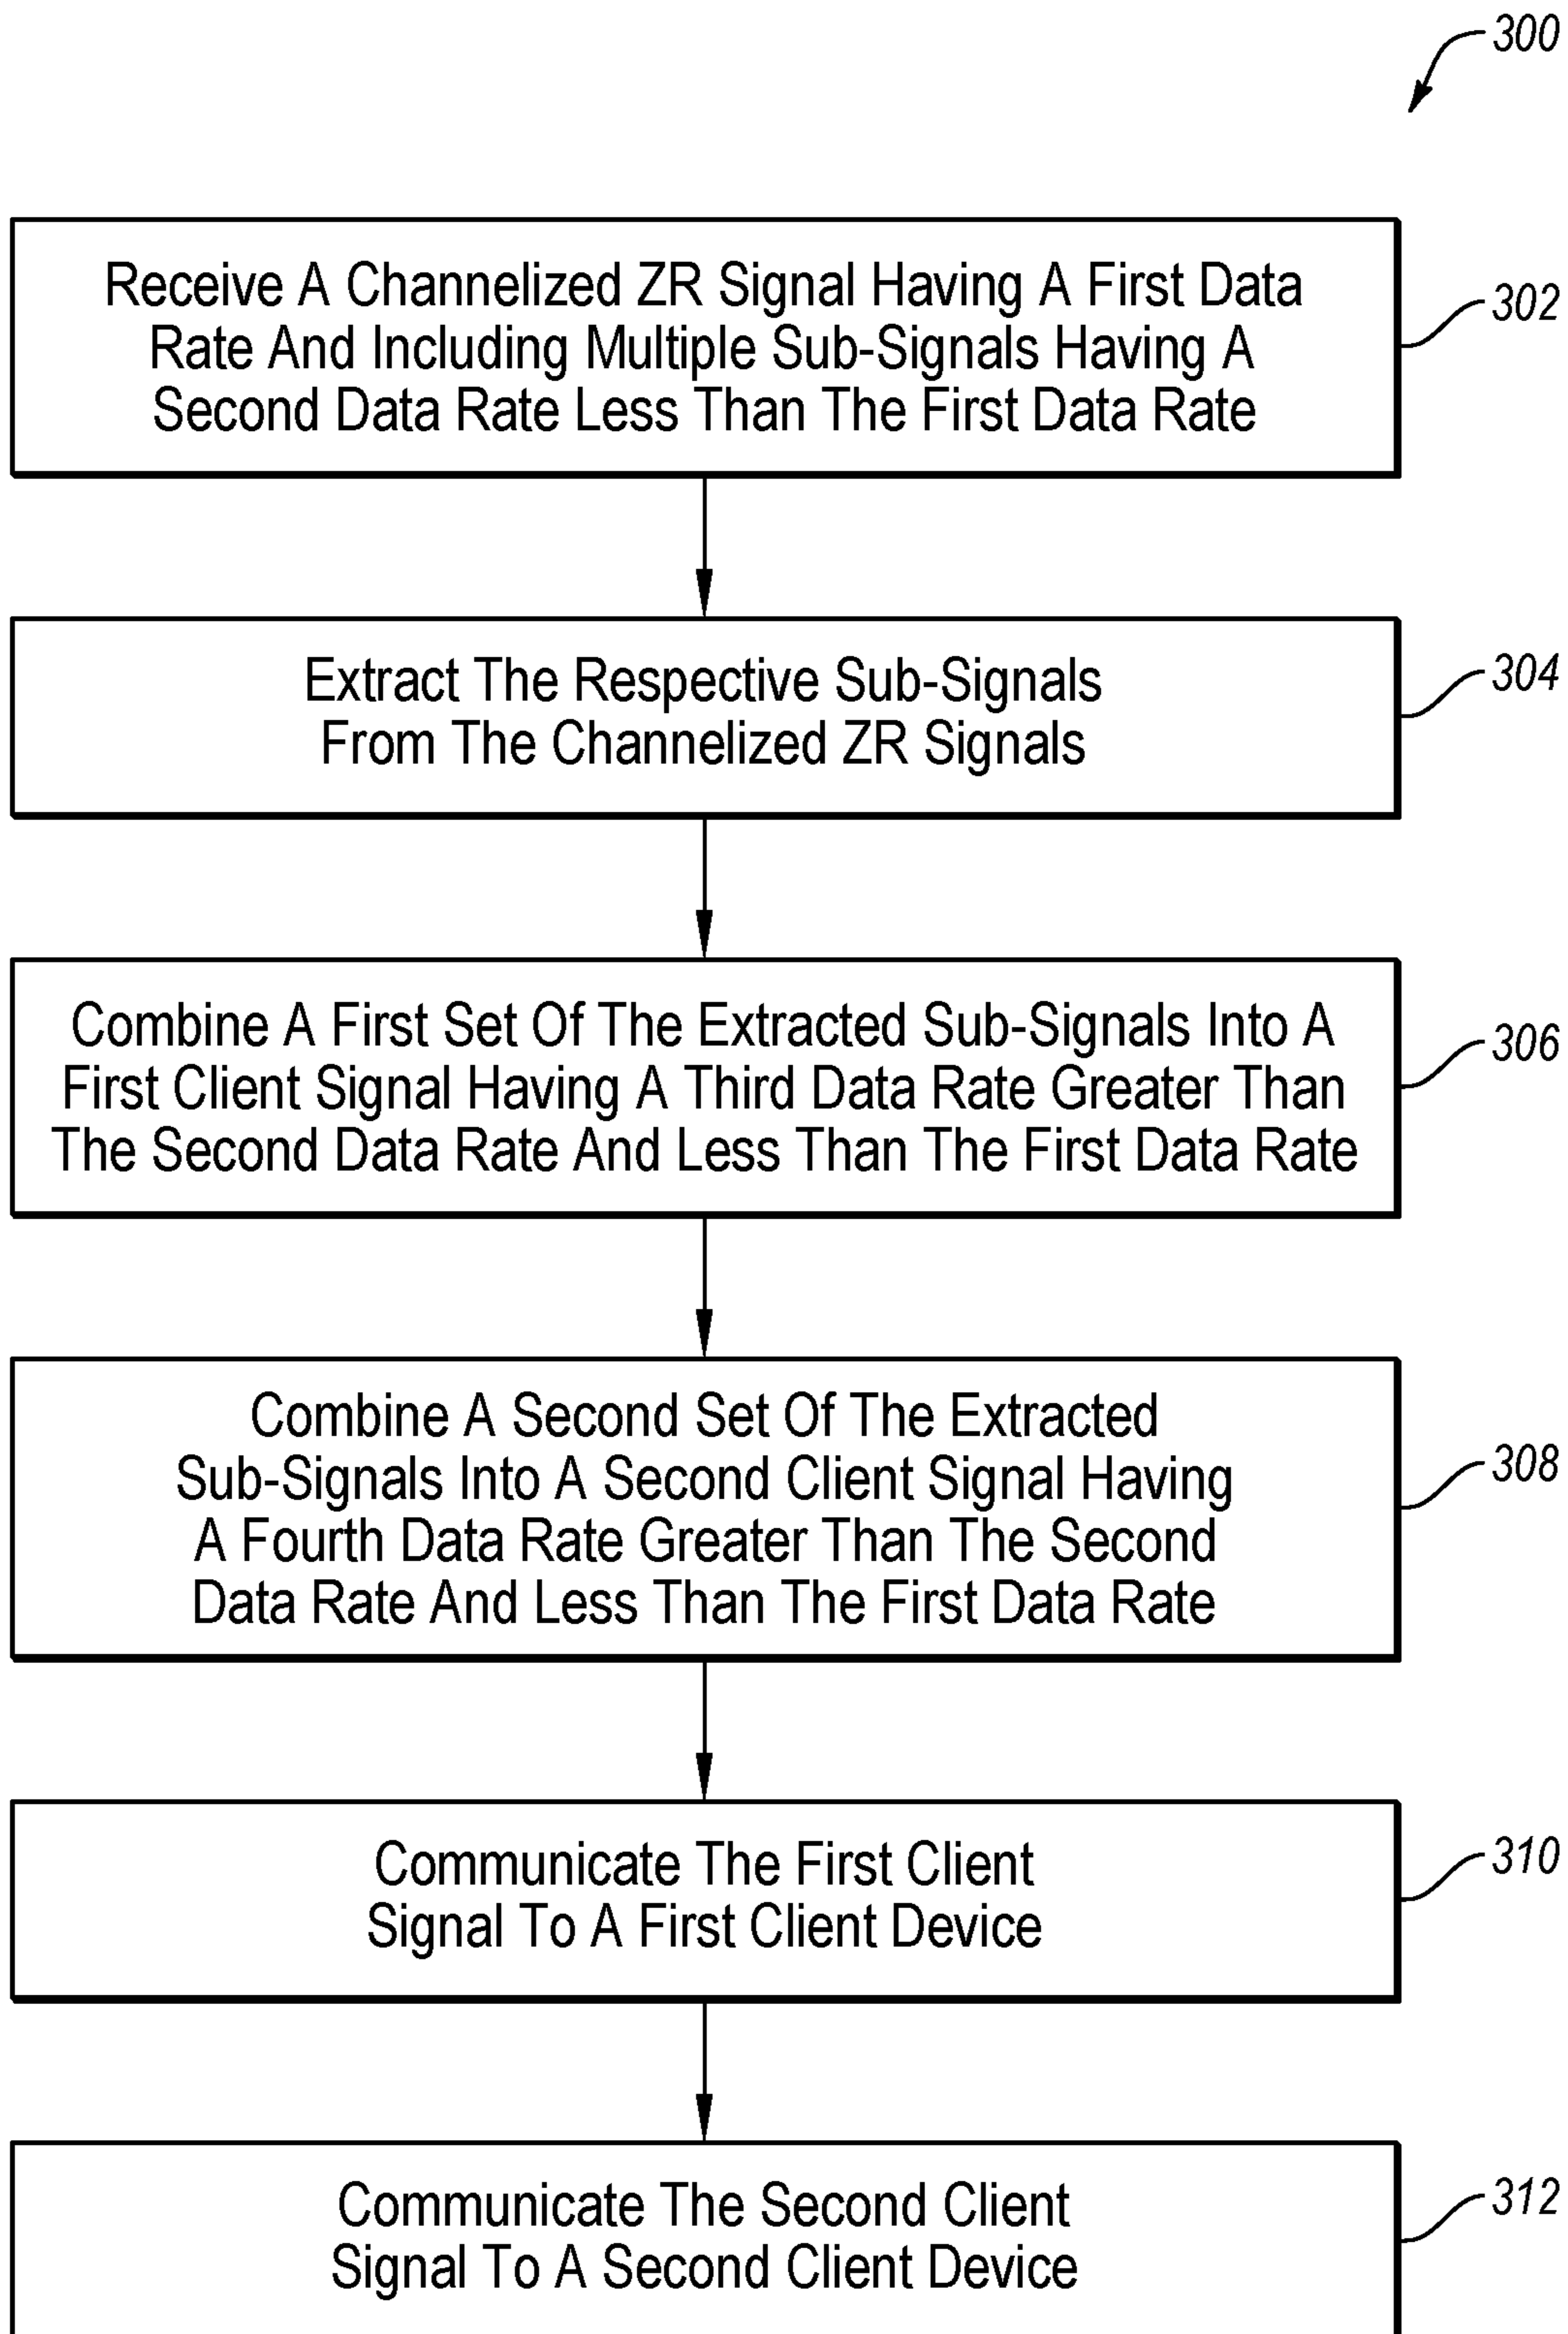 300
Receive A Channelized ZR Signal Having A First Data
Rate And Including Multiple Sub-Signals Having A
Second Data Rate Less Than The First Data Rate
302
Extract The Respective Sub-Signals
From The Channelized ZR Signals
304
Combine A First Set Of The Extracted Sub-Signals Into A
First Client Signal Having A Third Data Rate Greater Than
The Second Data Rate And Less Than The First Data Rate
306
Combine A Second Set Of The Extracted
Sub-Signals Into A Second Client Signal Having
A Fourth Data Rate Greater Than The Second
Data Rate And Less Than The First Data Rate
308
Communicate The First Client
Signal To A First Client Device
310
Communicate The Second Client
Signal To A Second Client Device
312